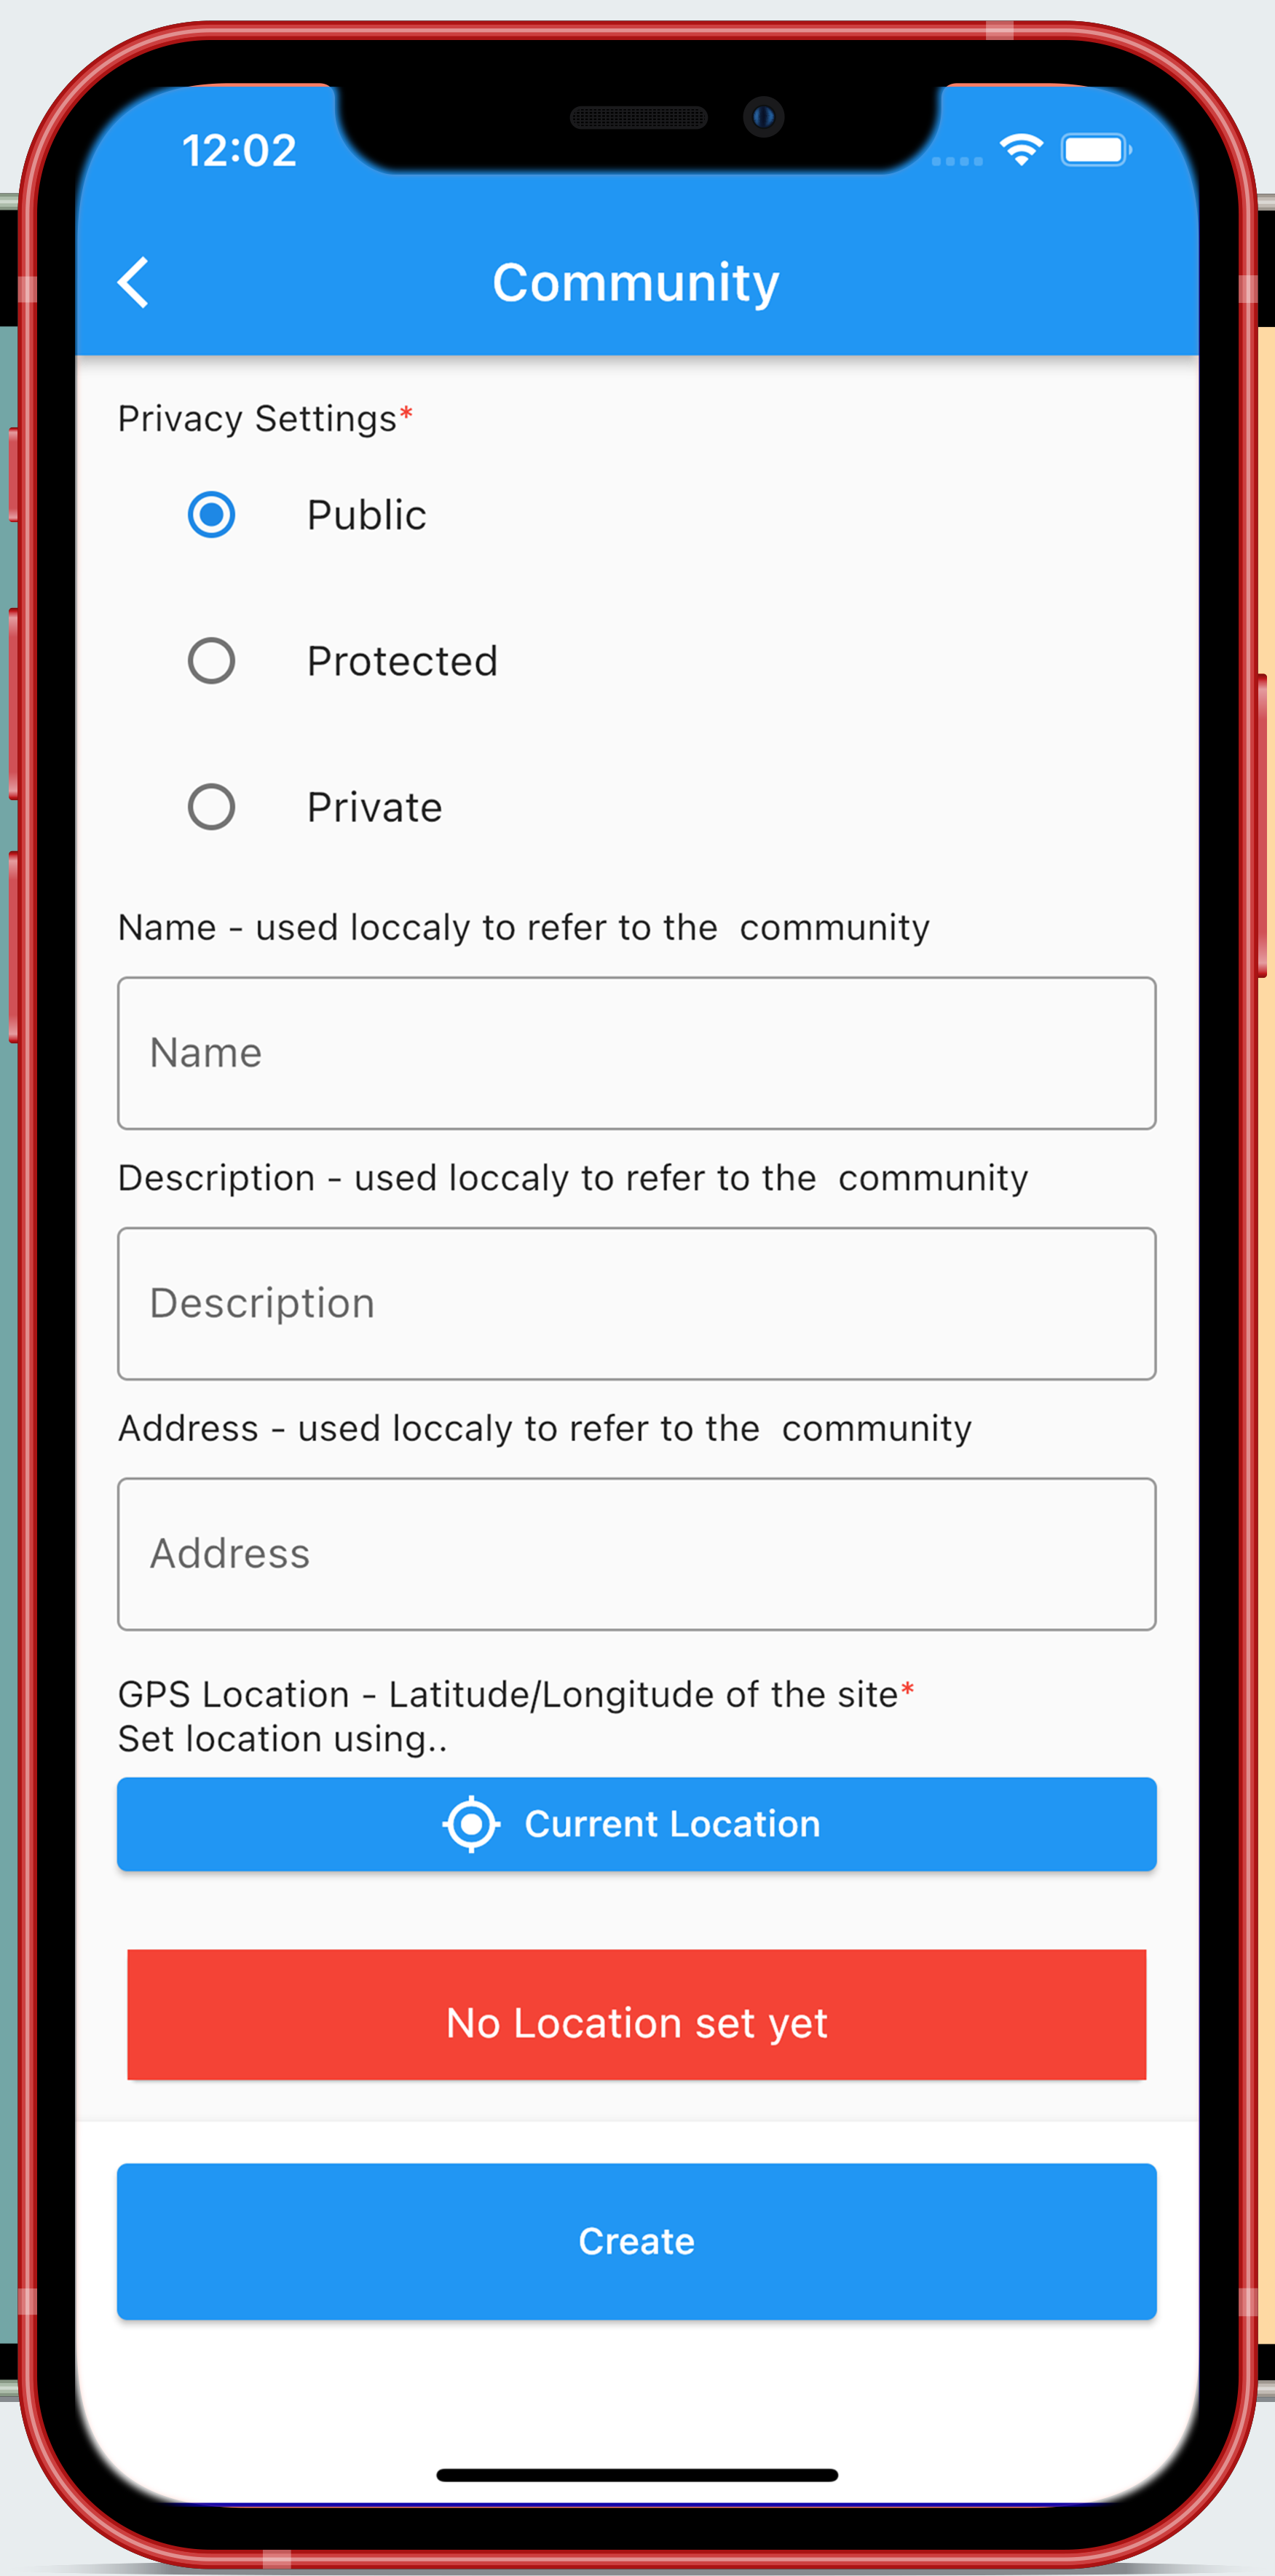 12:02
Community
Privacy Settings*
Public
Protected
Private
Name - used loccaly to refer to the  community
Name
Description - used loccaly to refer to the  community
Description
Address - used loccaly to refer to the  community
Address
GPS Location - Latitude/Longitude of the site*
Set location using..
Current Location
No Location set yet
Create